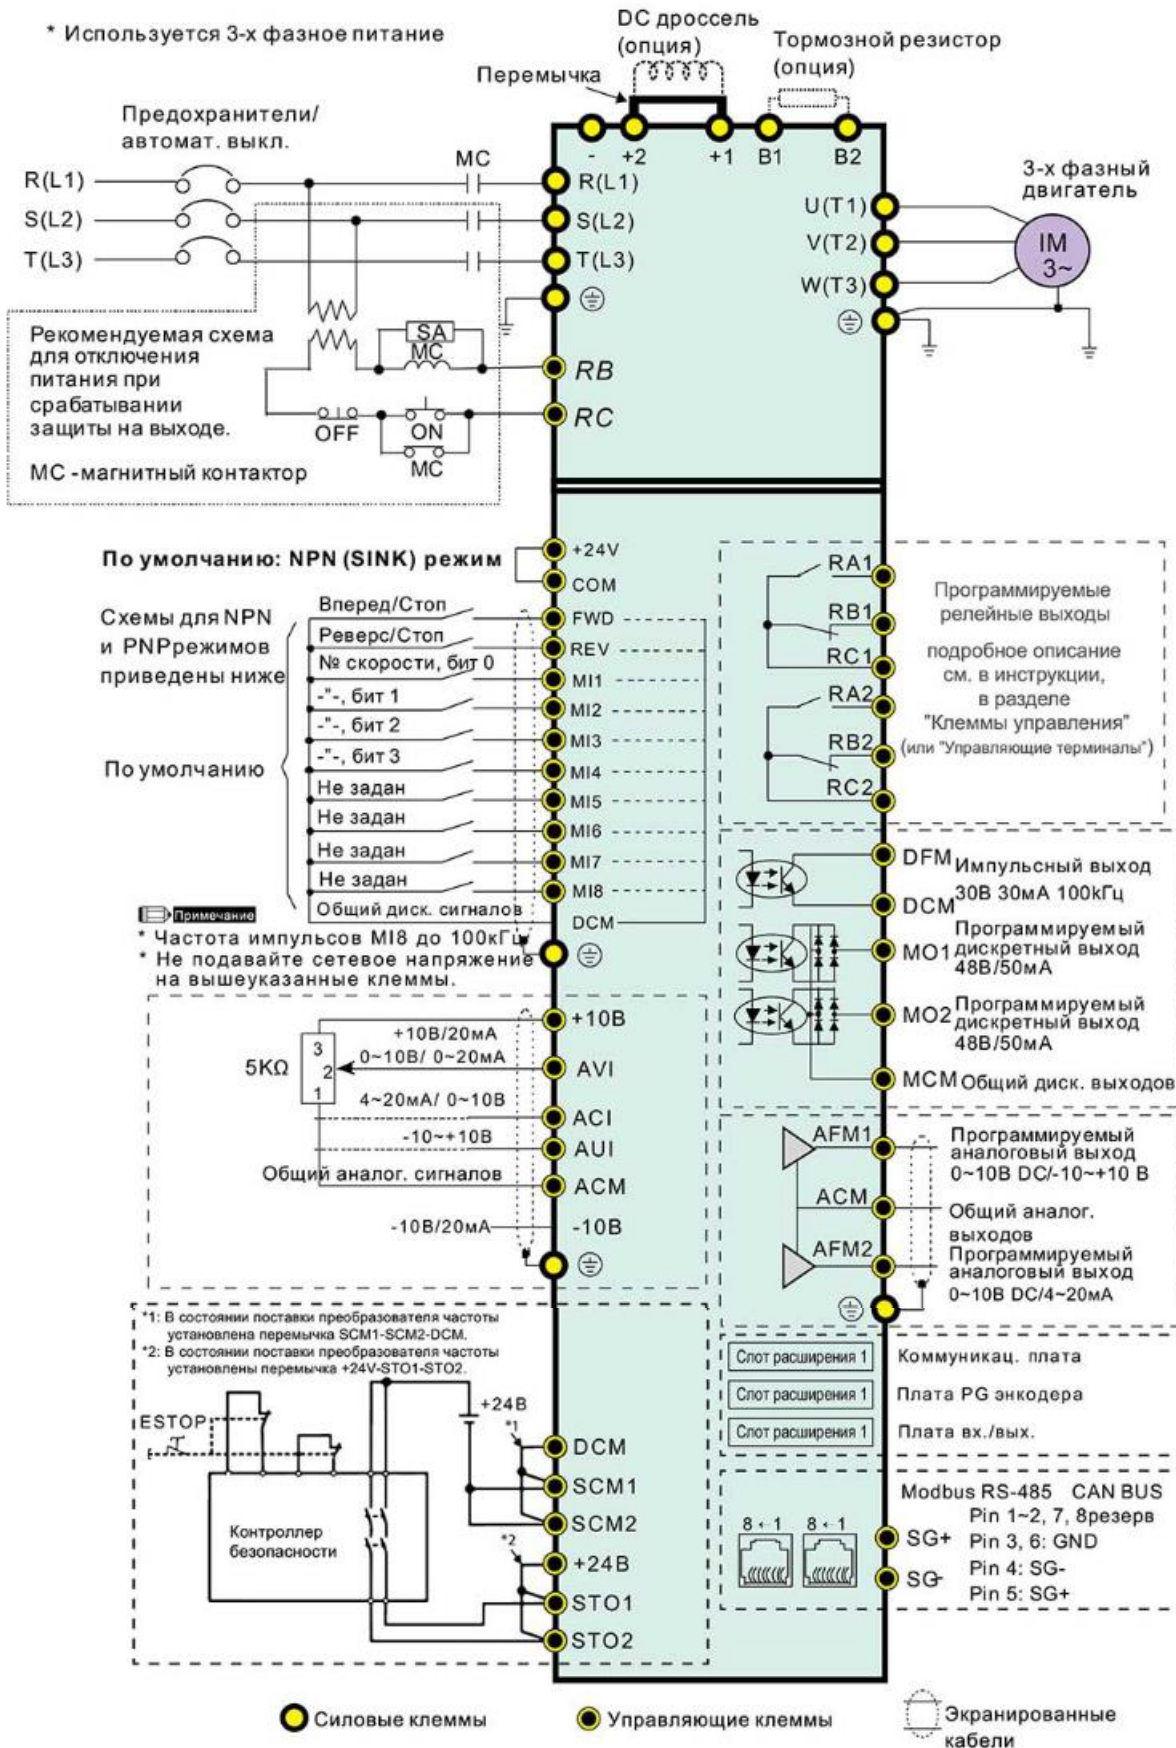 * Используется 3-х фазное питание
DC дроссель
(опция)
Тормозной резистор
(опция)
Перемычка
Предохранители/
автомат. выкл.
MC
- +2 +1 B1 B2
R(L1)
R(L1)
S(L2)
S(L2)
T(L3)
T(L3)
3-х фазный
двигатель
U(T1)
V(T2)
W(T3)
IM
3~
Рекомендуемая схема
для отключения
питания при
срабатывании
защиты на выходе.
MC -магнитный контактор
SA
MC
RB
RC
OFF
ON
MC
По умолчанию: NPN (SINK) режим
+24V
COM
Схемы для NPN
и PNPрежимов
приведены ниже
По умолчанию
Вперед/Стоп
FWD
Реверс/Стоп
REV
№ скорости, бит 0
MI1
-"-, бит 1
MI2
-"-, бит 2
MI3
-"-, бит 3
MI4
Не задан
MI5
Не задан
MI6
Не задан
MI7
Не задан
MI8
Общий диск. сигналов
DCM
Примечание
* Частота импульсов MI8 до 100кГц
* Не подавайте сетевое напряжение
на вышеуказанные клеммы.
RA1
RB1
RC1
RA2
RB2
RC2
Программируемые
релейные выходы
подробное описание
см. в инструкции,
в разделе
"Клеммы управления"
(или "Управляющие терминалы")
DFM
Импульсный выход
30В 30мА 100кГц
DCM
MO1
Программируемый
дискретный выход
48В/50мА
MO2
Программируемый
дискретный выход
48В/50мА
MCM Общий диск. выходов
5KΩ
3
2
1
+10В/20мА
+10В
0~10В/ 0~20мА
AVI
4~20мА/ 0~10В
ACI
-10~+10В
AUI
Общий аналог. сигналов
ACM
-10В/20мА
-10В
AFM1
Программируемый
аналоговый выход
0~10В DC/-10~+10 В
ACM
Общий аналог.
выходов
AFM2
Программируемый
аналоговый выход
0~10В DC/4~20мА
*1: В состоянии поставки преобразователя частоты
установлена перемычка SCM1-SCM2-DCM.
*2: В состоянии поставки преобразователя частоты
установлены перемычка +24V-STO1-STO2.
ESTOP
+24В
*1
DCM
SCM1
SCM2
*2
+24В
STO1
STO2
Контроллер
безопасности
Слот расширения 1
Коммуникац. плата
Слот расширения 1
Плата PG энкодера
Слот расширения 1
Плата вх./вых.
Modbus RS-485 CAN BUS
8←1
8←1
SG+
SG-
Pin 1~2, 7, 8резерв
Pin 3, 6: GND
Pin 4: SG-
Pin 5: SG+
Силовые клеммы
Управляющие клеммы
Экранированные
кабели